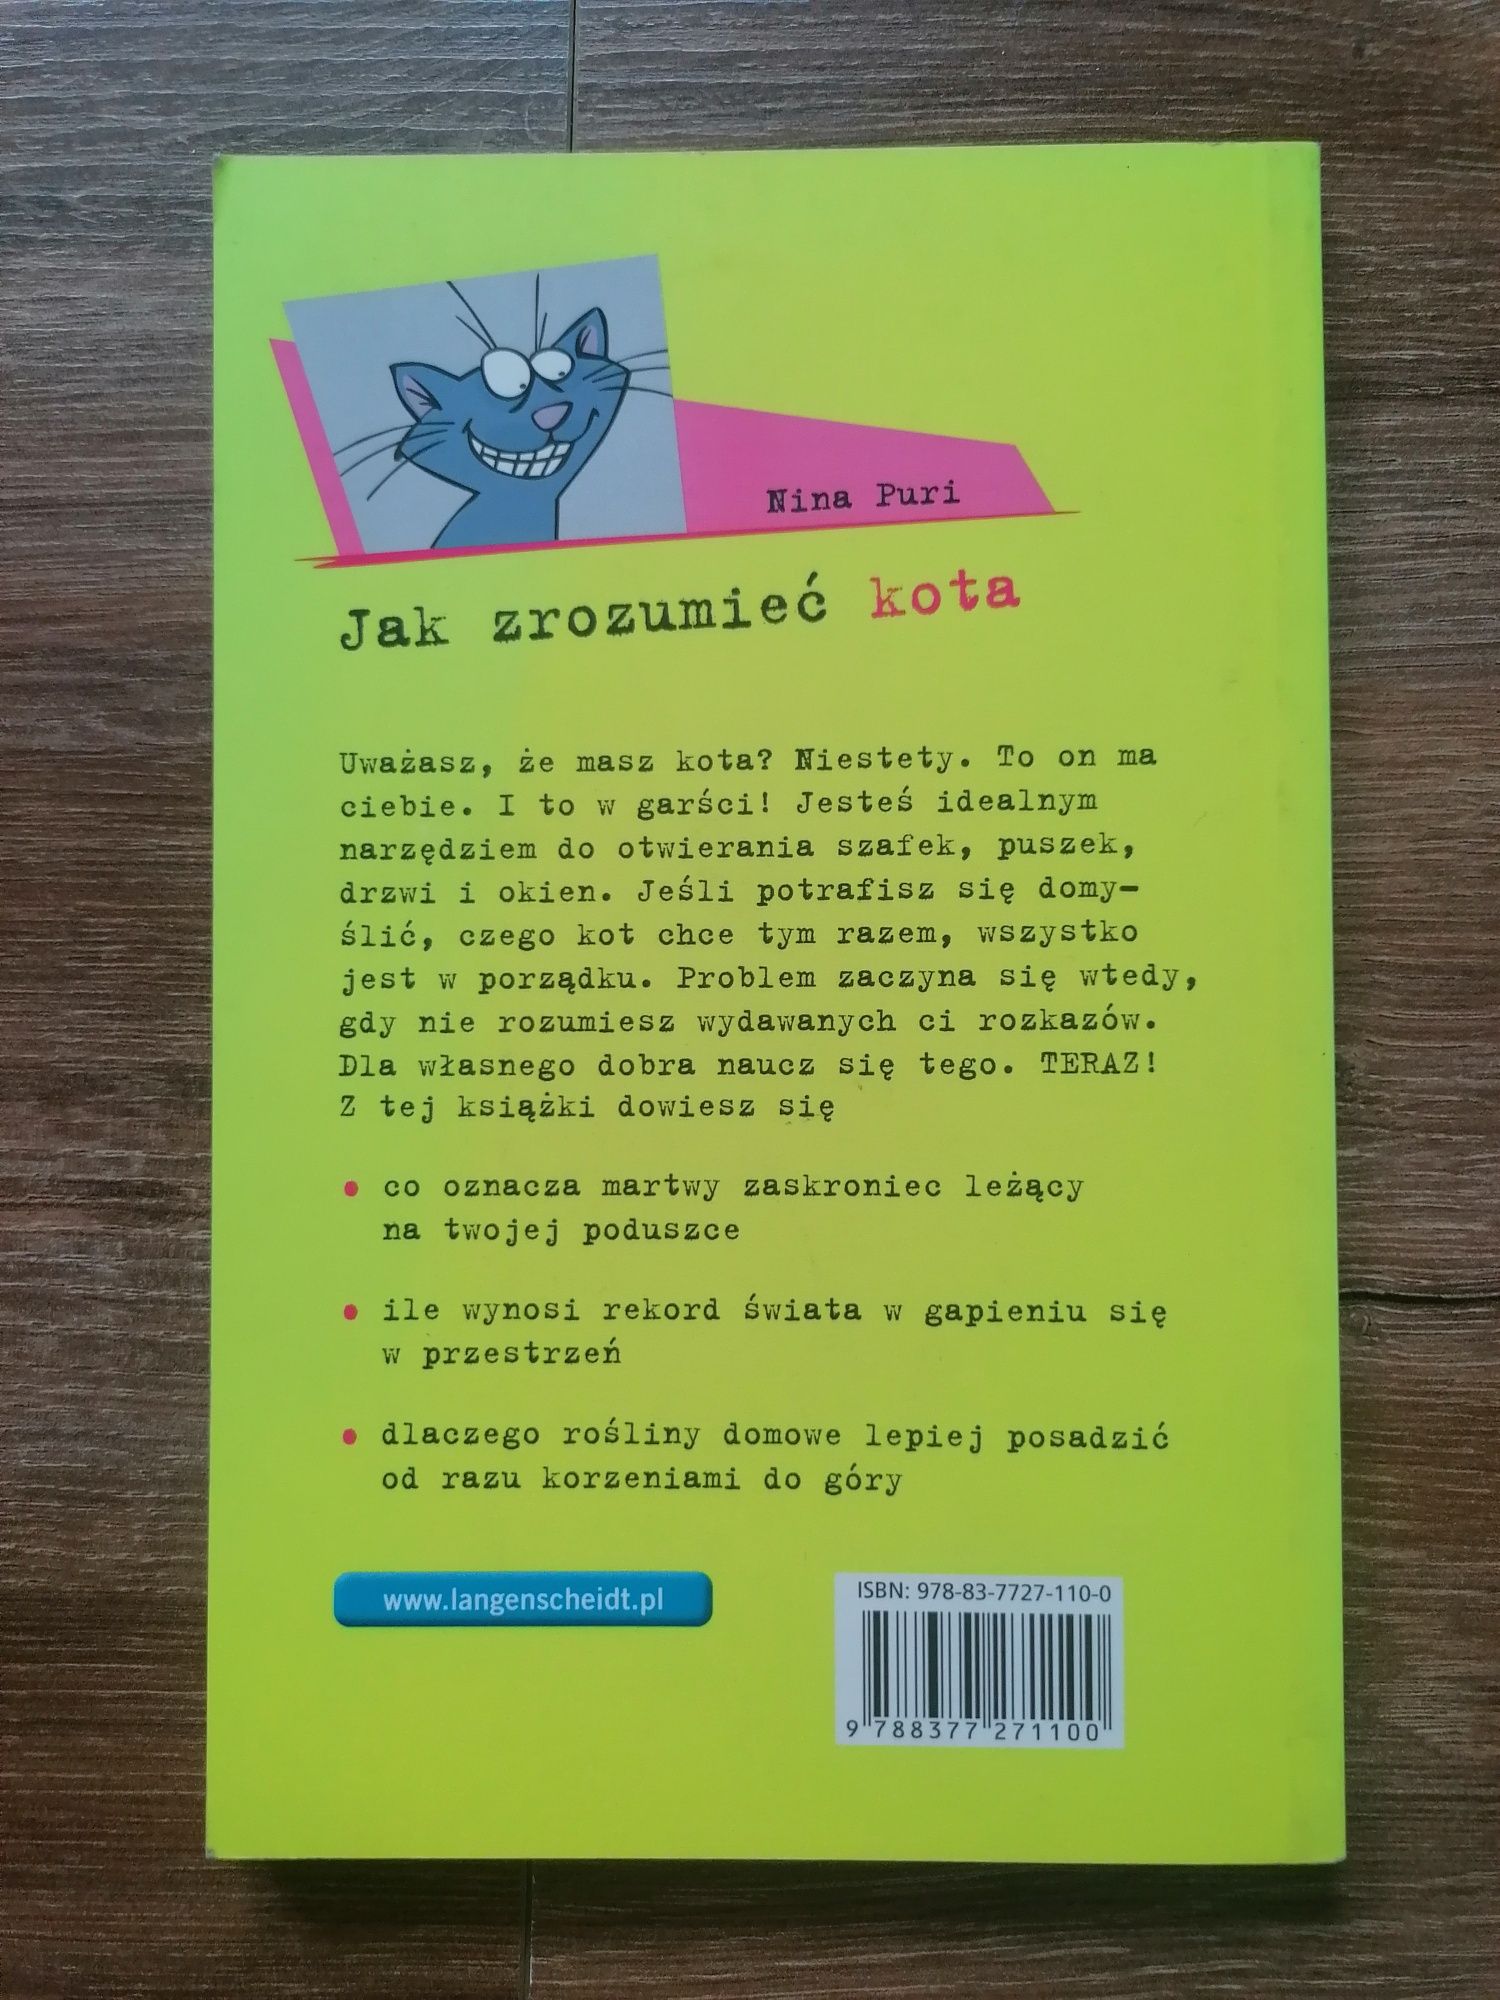 Nina Puri
Jak zrozumieć kota
Uważasz, że masz kota? Niestety. To on ma
ciebie. I to w garści! Jesteś idealnym
narzędziem do otwierania szafek, puszek,
drzwi i okien. Jeśli potrafisz się domy-
ślić, czego kot chce tym razem, wszystko
jest w porządku. Problem zaczyna się wtedy,
gdy nie rozumiesz wydawanych ci rozkazów.
Dla własnego dobra naucz się tego. TERAZ!
Z tej książki dowiesz się
• co oznacza martwy zaskroniec leżący
na twojej poduszce
• ile wynosi rekord świata w gapieniu się
w przestrzeń
• dlaczego rośliny domowe lepiej posadzić
od razu korzeniami do góry
www.langenscheidt.pl
ISBN: 978-83-7727-110-0
9 788377 271100